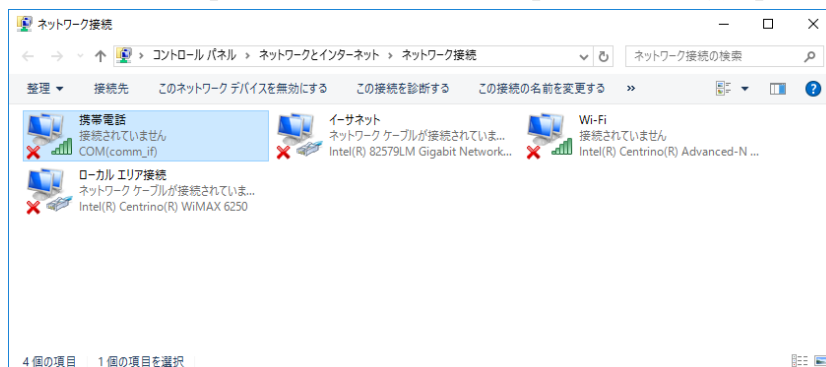 ネットワーク接続
コントロール パネル › ネットワークとインターネット › ネットワーク接続
ネットワーク接続の検索
整理 ▼ 接続先 このネットワーク デバイスを無効にする この接続を診断する この接続の名前を変更する »
携帯電話
接続されていません
COM(comm_if)
イーサネット
ネットワーク ケーブルが接続されていま...
Intel(R) 82579LM Gigabit Network...
Wi-Fi
接続されていません
Intel(R) Centrino(R) Advanced-N ...
ローカル エリア接続
ネットワーク ケーブルが接続されていま...
Intel(R) Centrino(R) WiMAX 6250
4 個の項目 1 個の項目を選択